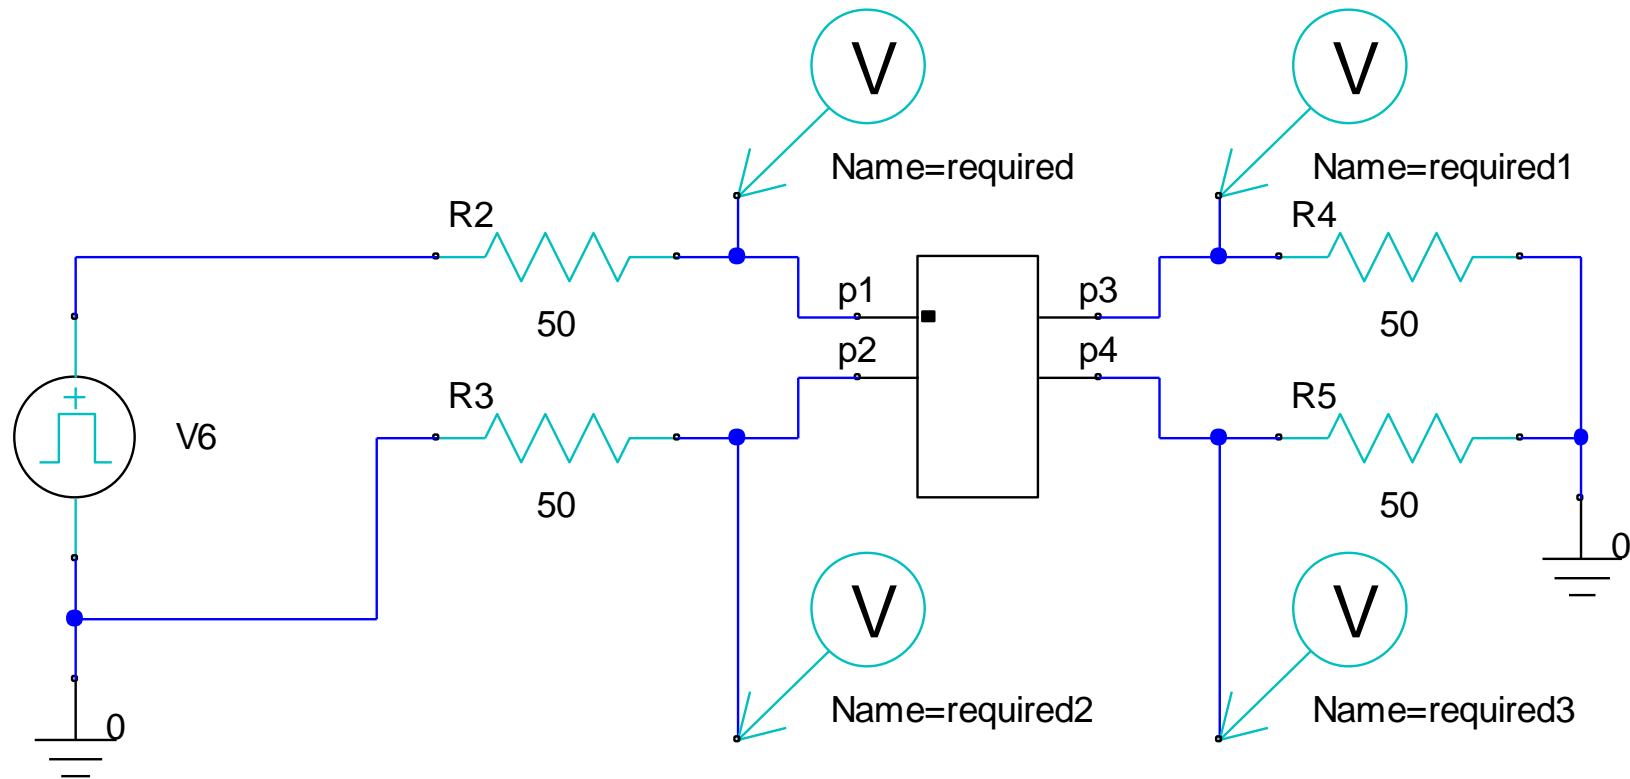 V
V
Name=required
Name=required1
R2
R4
p1
p3
50
50
p2
p4
R3
R5
+
V6
50
50
0
V
V
Name=required2
Name=required3
0